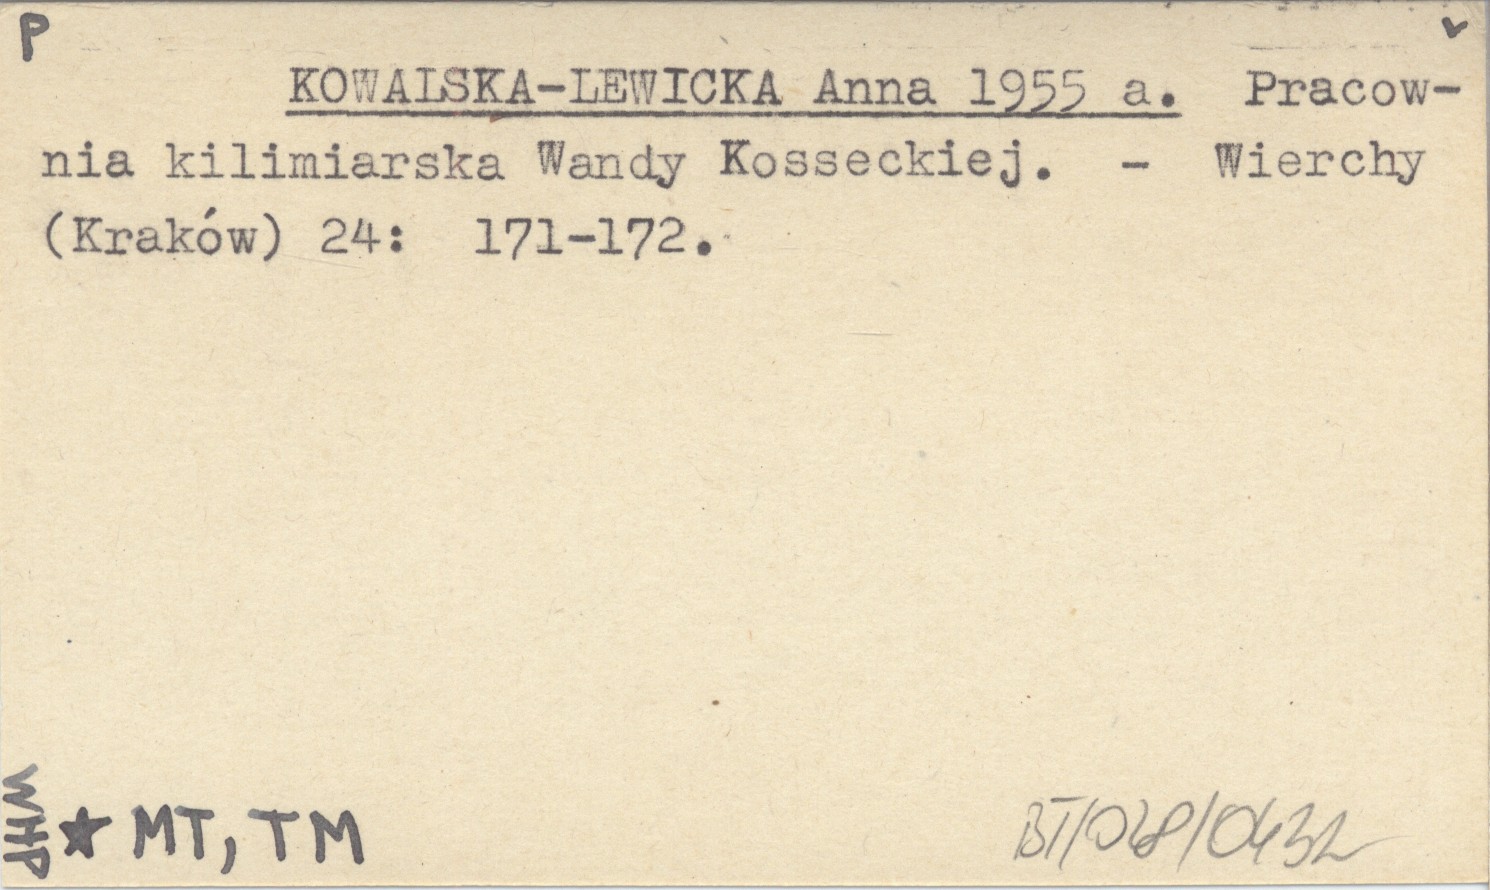 P
v
KOWALSKA-LEWICKA Anna 1955 a. Pracow-
nia kilimiarska Wandy Kosseckiej. - Wierchy
(Kraków) 24: 171-172.
WHP
★ MT, TM
BT/028/0432